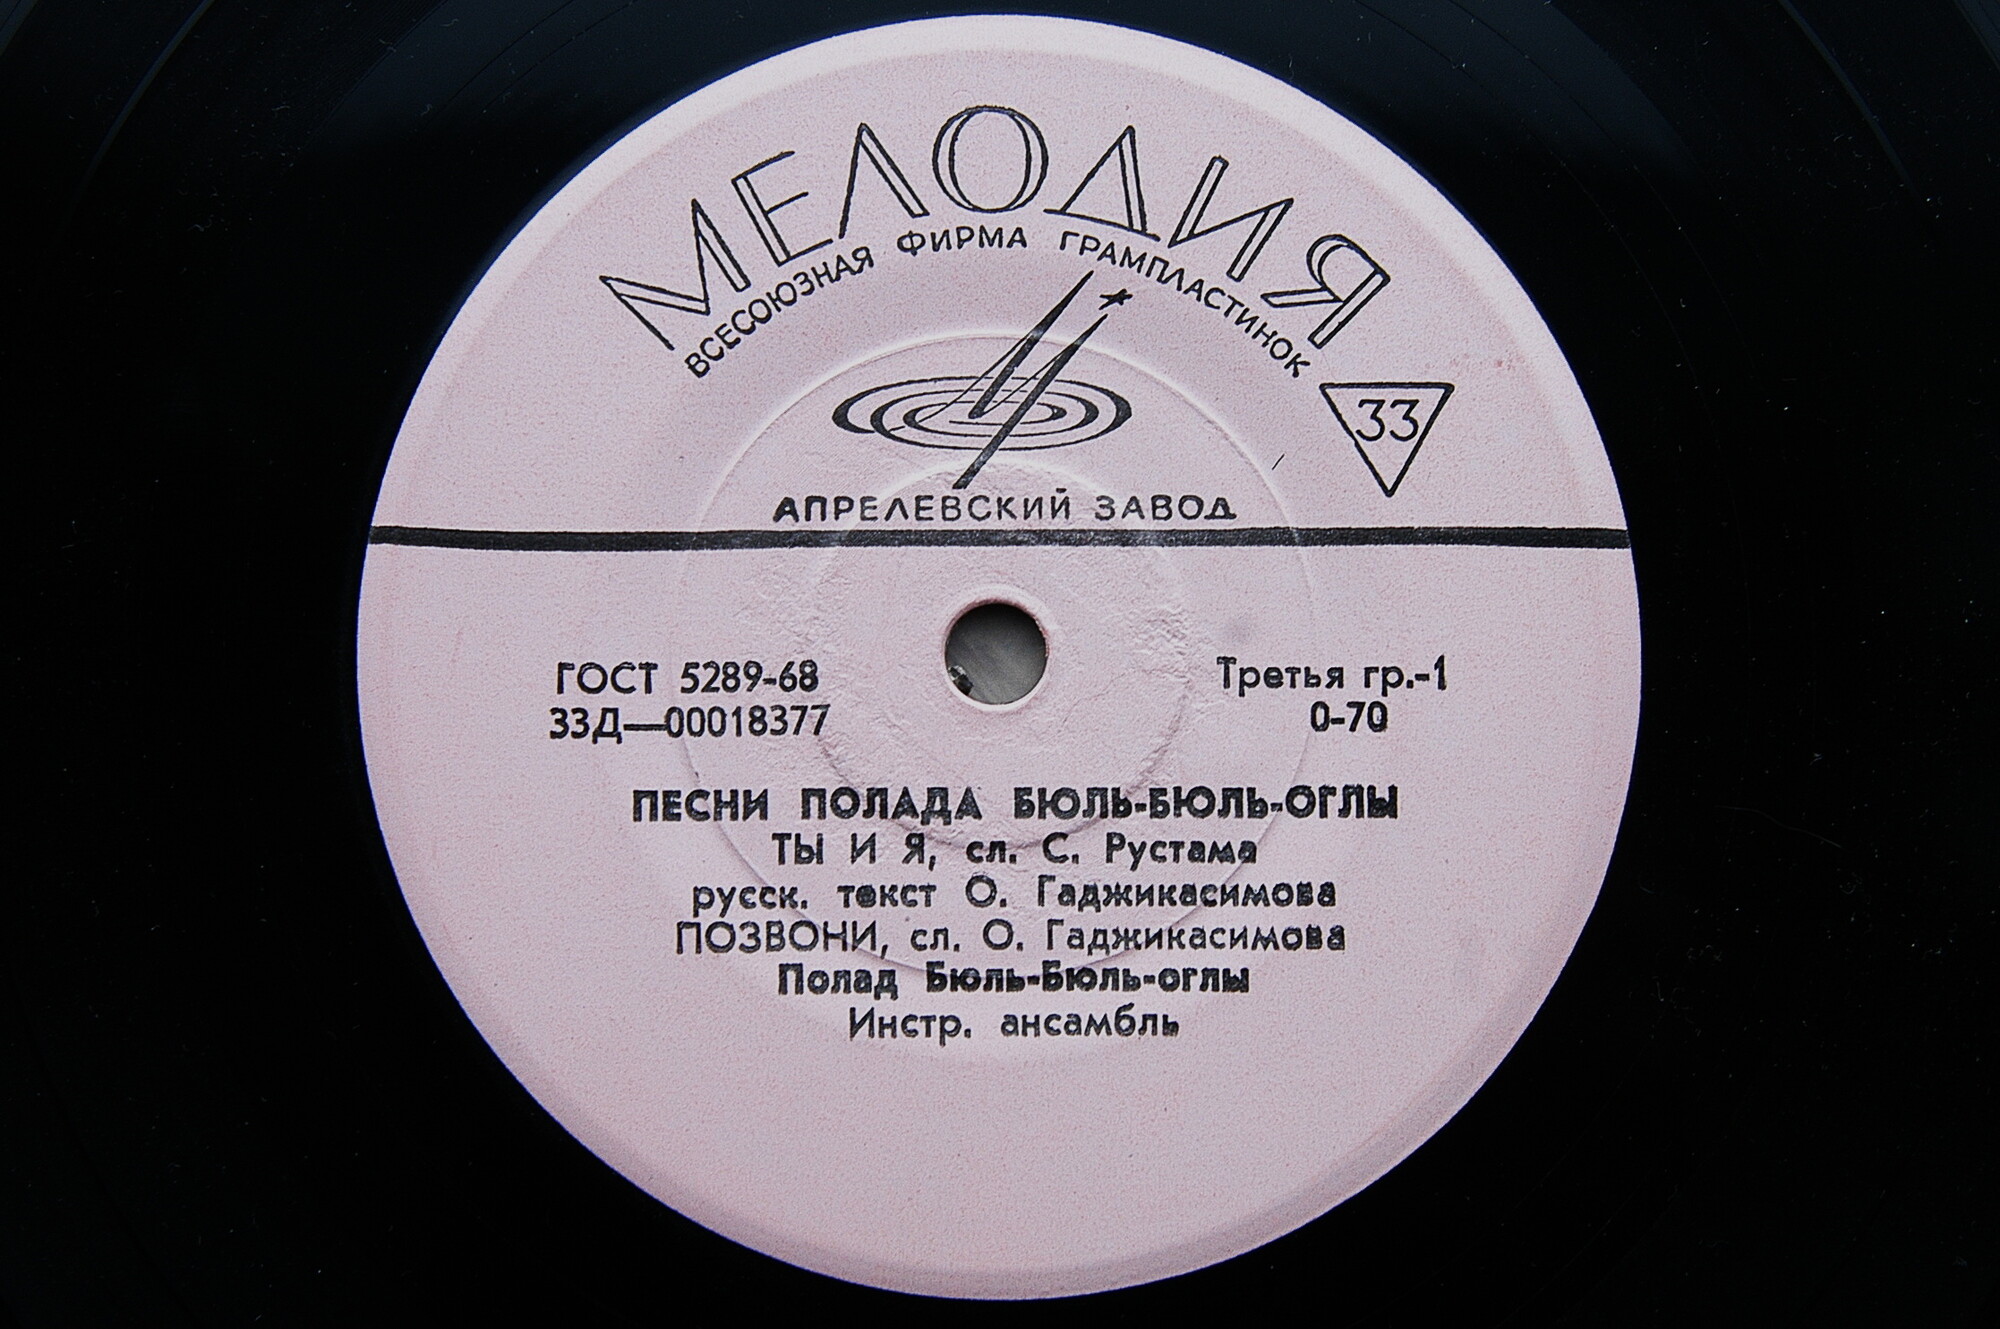 МЕЛОДИЯ
ВСЕСОЮЗНАЯ ФИРМА ГРАМПЛАСТИНОК
33
АПРЕЛЕВСКИЙ ЗАВОД
ГОСТ 5289-68
Третья гр.-1
33Д—00018377
0-70
ПЕСНИ ПОЛАДА БЮЛЬ-БЮЛЬ-ОГЛЫ
ТЫ И Я, сл. С. Рустама
русск. текст О. Гаджикасимова
ПОЗВОНИ, сл. О. Гаджикасимова
Полад Бюль-Бюль-оглы
Инстр. ансамбль